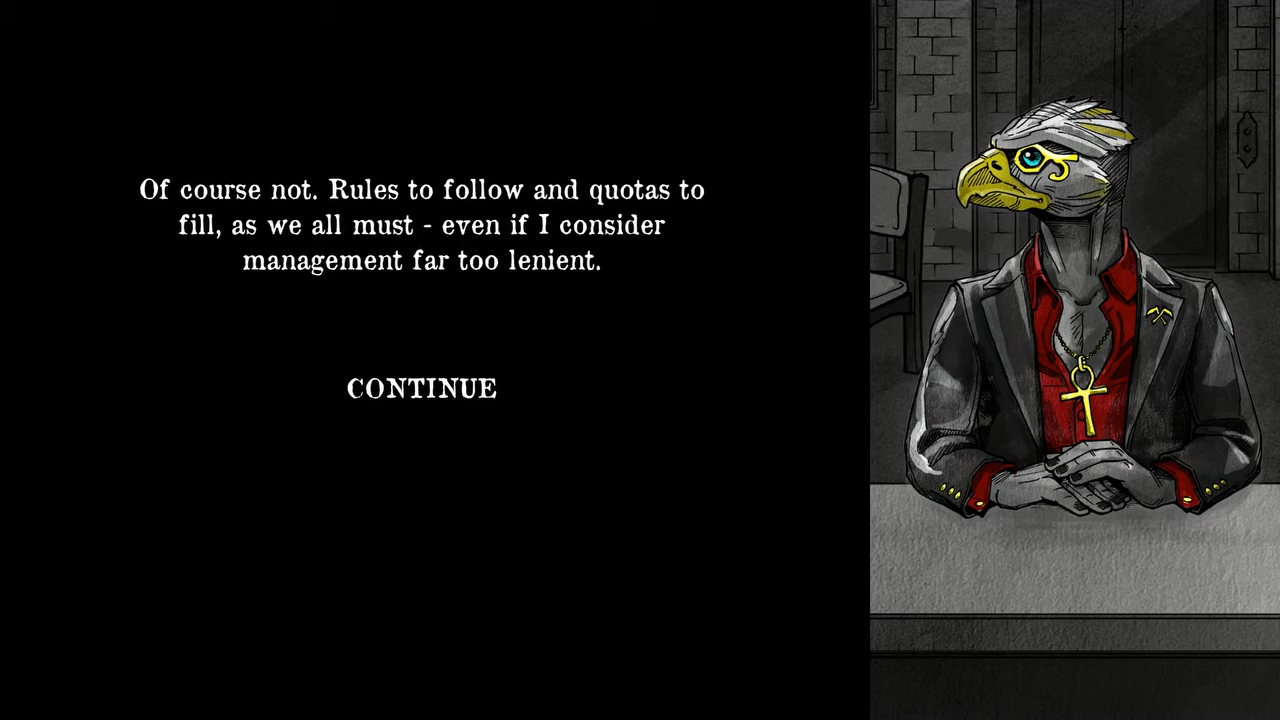 Of course not. Rules to follow and quotas to
fill, as we all must - even if I consider
management far too lenient.
CONTINUE